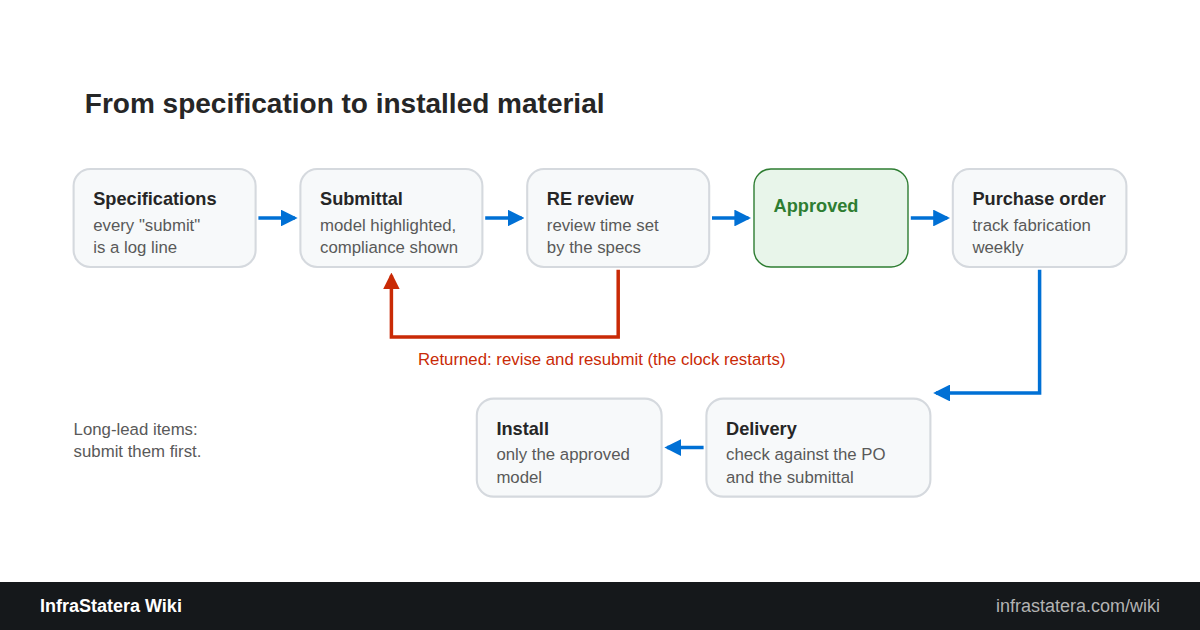 From specification to installed material
Specifications
every "submit"
is a log line
Submittal
model highlighted,
compliance shown
RE review
review time set
by the specs
Approved
Purchase order
track fabrication
weekly
Returned: revise and resubmit (the clock restarts)
Long-lead items:
submit them first.
Install
only the approved
model
Delivery
check against the PO
and the submittal
InfraStatera Wiki
infrastatera.com/wiki